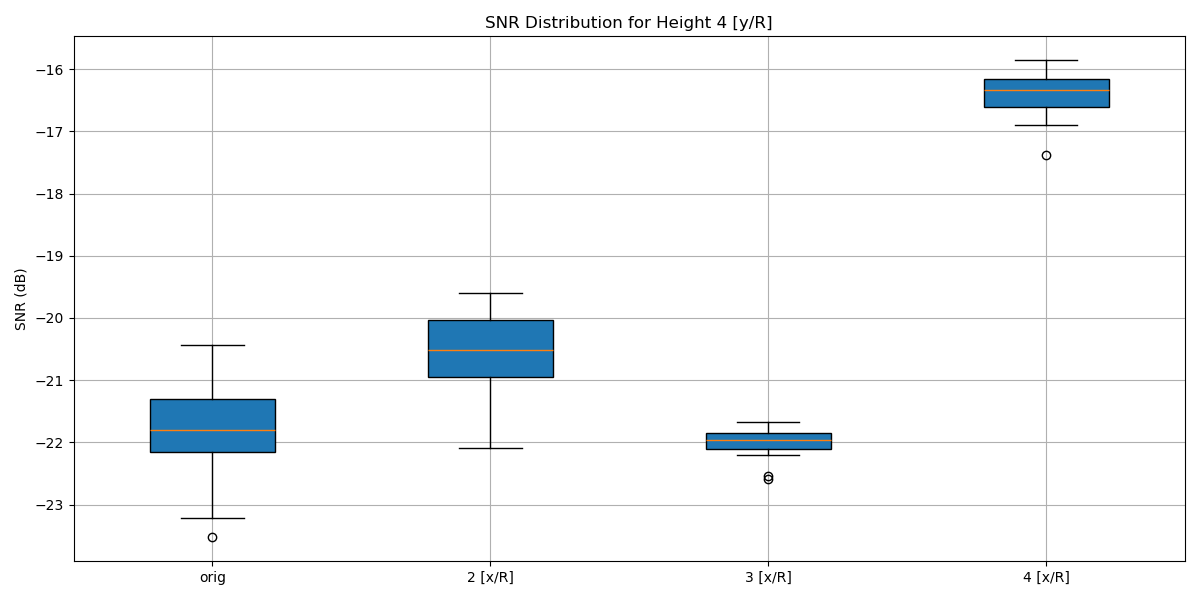 SNR Distribution for Height 4 [y/R]
SNR (dB)
−16
−17
−18
−19
−20
−21
−22
−23
orig
2 [x/R]
3 [x/R]
4 [x/R]